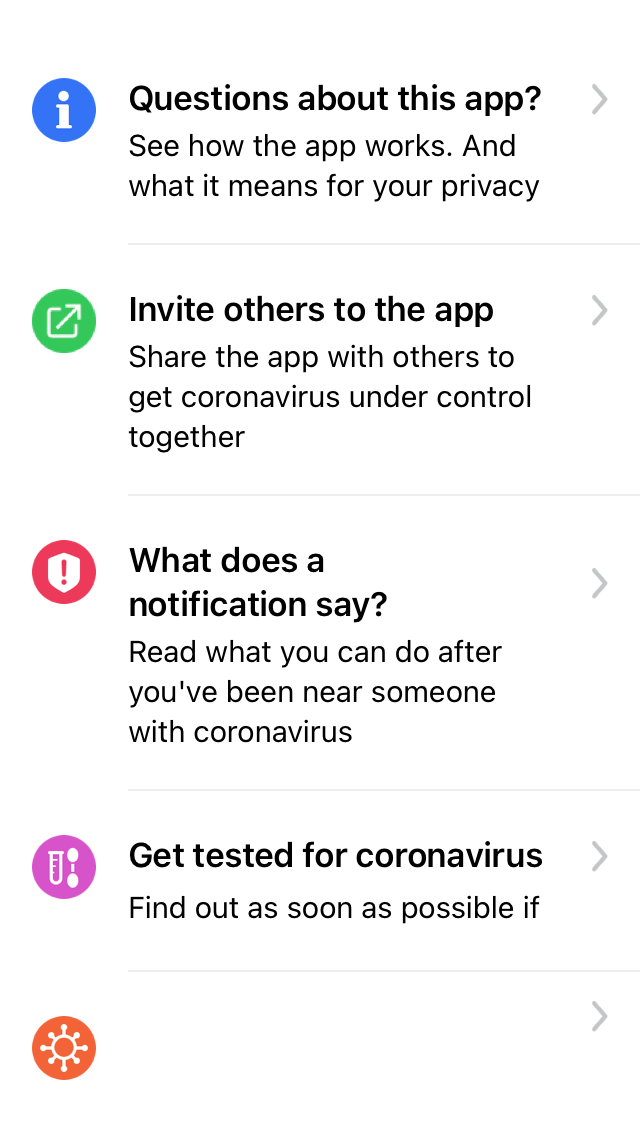 Questions about this app?
See how the app works. And
what it means for your privacy
Invite others to the app
Share the app with others to
get coronavirus under control
together
What does a
notification say?
Read what you can do after
you've been near someone
with coronavirus
Get tested for coronavirus
Find out as soon as possible if